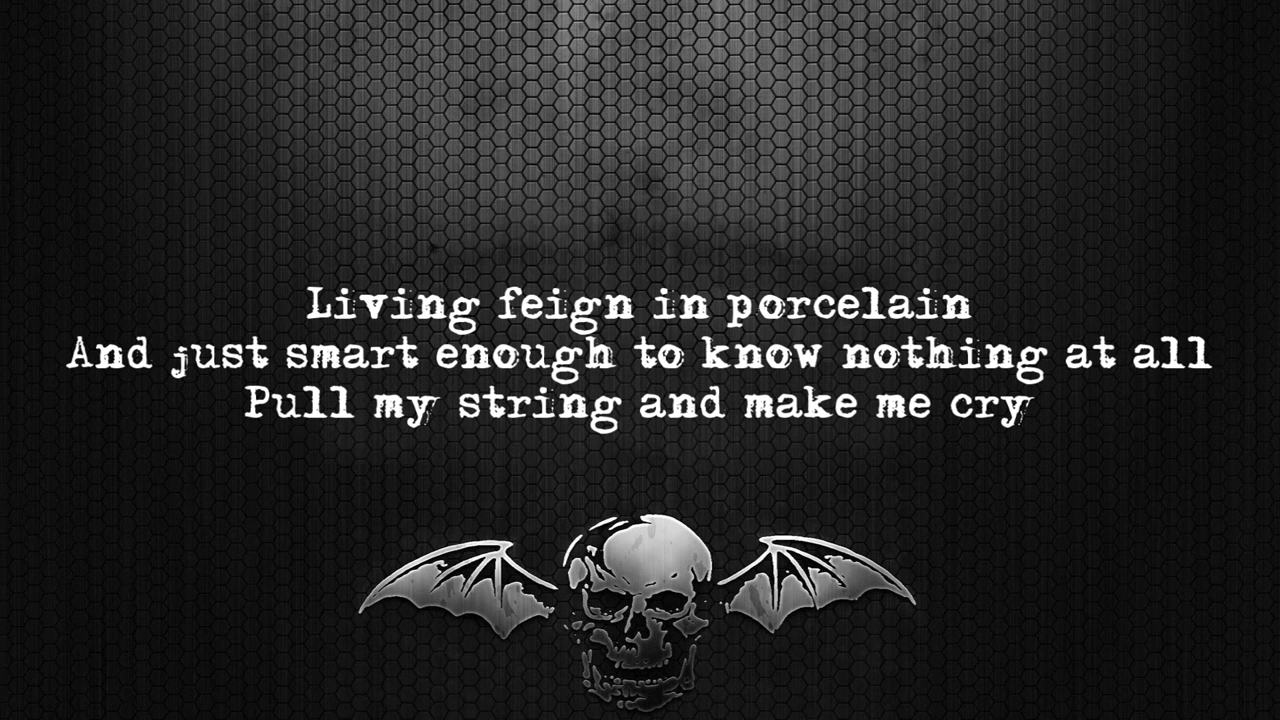 Living feign in porcelain
And just smart enough to know nothing at all
Pull my string and make me cry